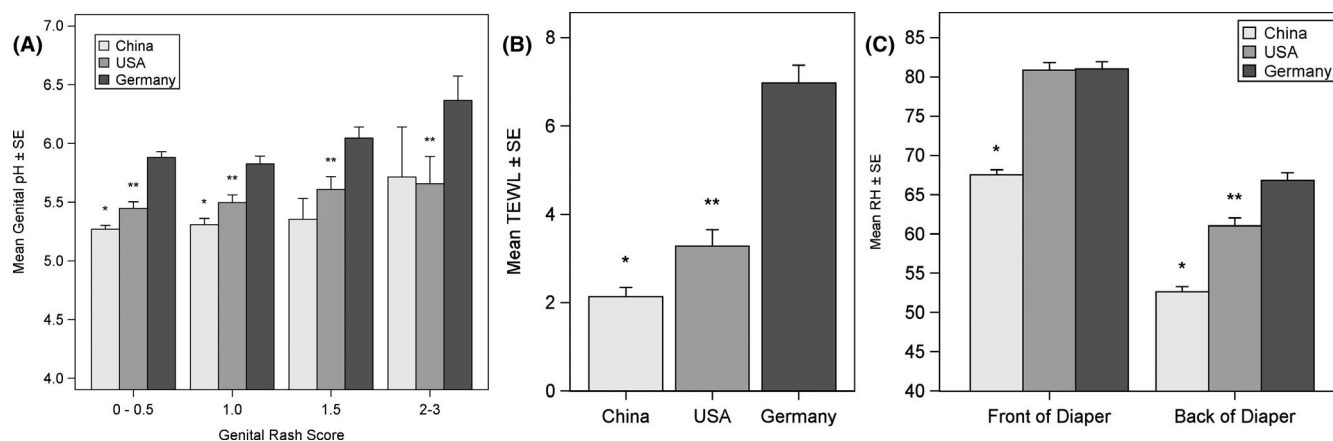 (A)
Mean Genital pH ± SE
7.0
6.5
6.0
5.5
5.0
4.5
4.0
China
USA
Germany
* **
* **
**
**
0 - 0.5 1.0 1.5 2-3
Genital Rash Score
(B)
Mean TEWL ± SE
8
6
4
2
0
*
**
China USA Germany
(C)
Mean RH ± SE
85
80
75
70
65
60
55
50
45
40
China
USA
Germany
*
* **
Front of Diaper Back of Diaper